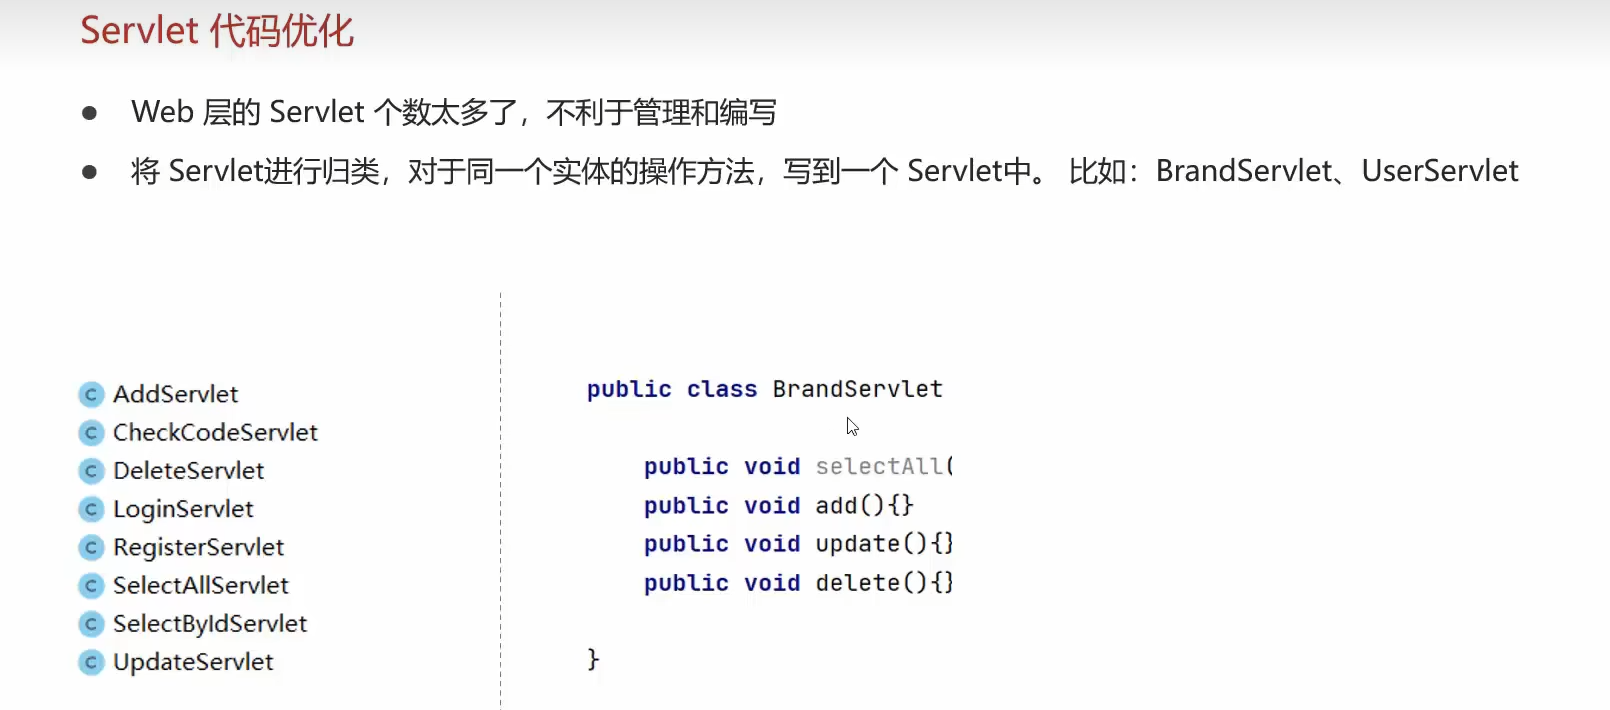 Servlet 代码优化
Web 层的 Servlet 个数太多了，不利于管理和编写
将 Servlet进行归类，对于同一个实体的操作方法，写到一个 Servlet中。 比如：BrandServlet、UserServlet
AddServlet
CheckCodeServlet
DeleteServlet
LoginServlet
RegisterServlet
SelectAllServlet
SelectByIdServlet
UpdateServlet
public class BrandServlet
public void selectAll(
public void add(){}
public void update(){}
public void delete(){}
}